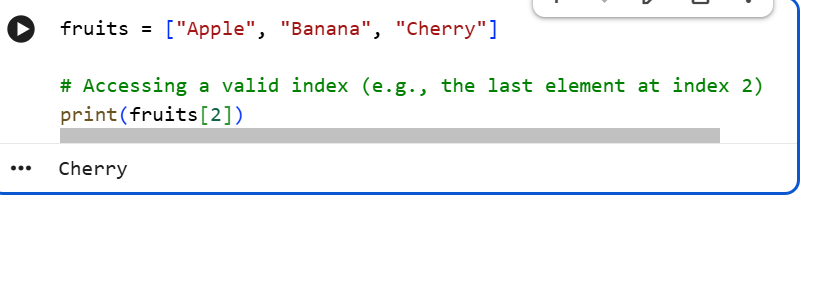 fruits = ["Apple", "Banana", "Cherry"]
# Accessing a valid index (e.g., the last element at index 2)
print(fruits[2])
Cherry